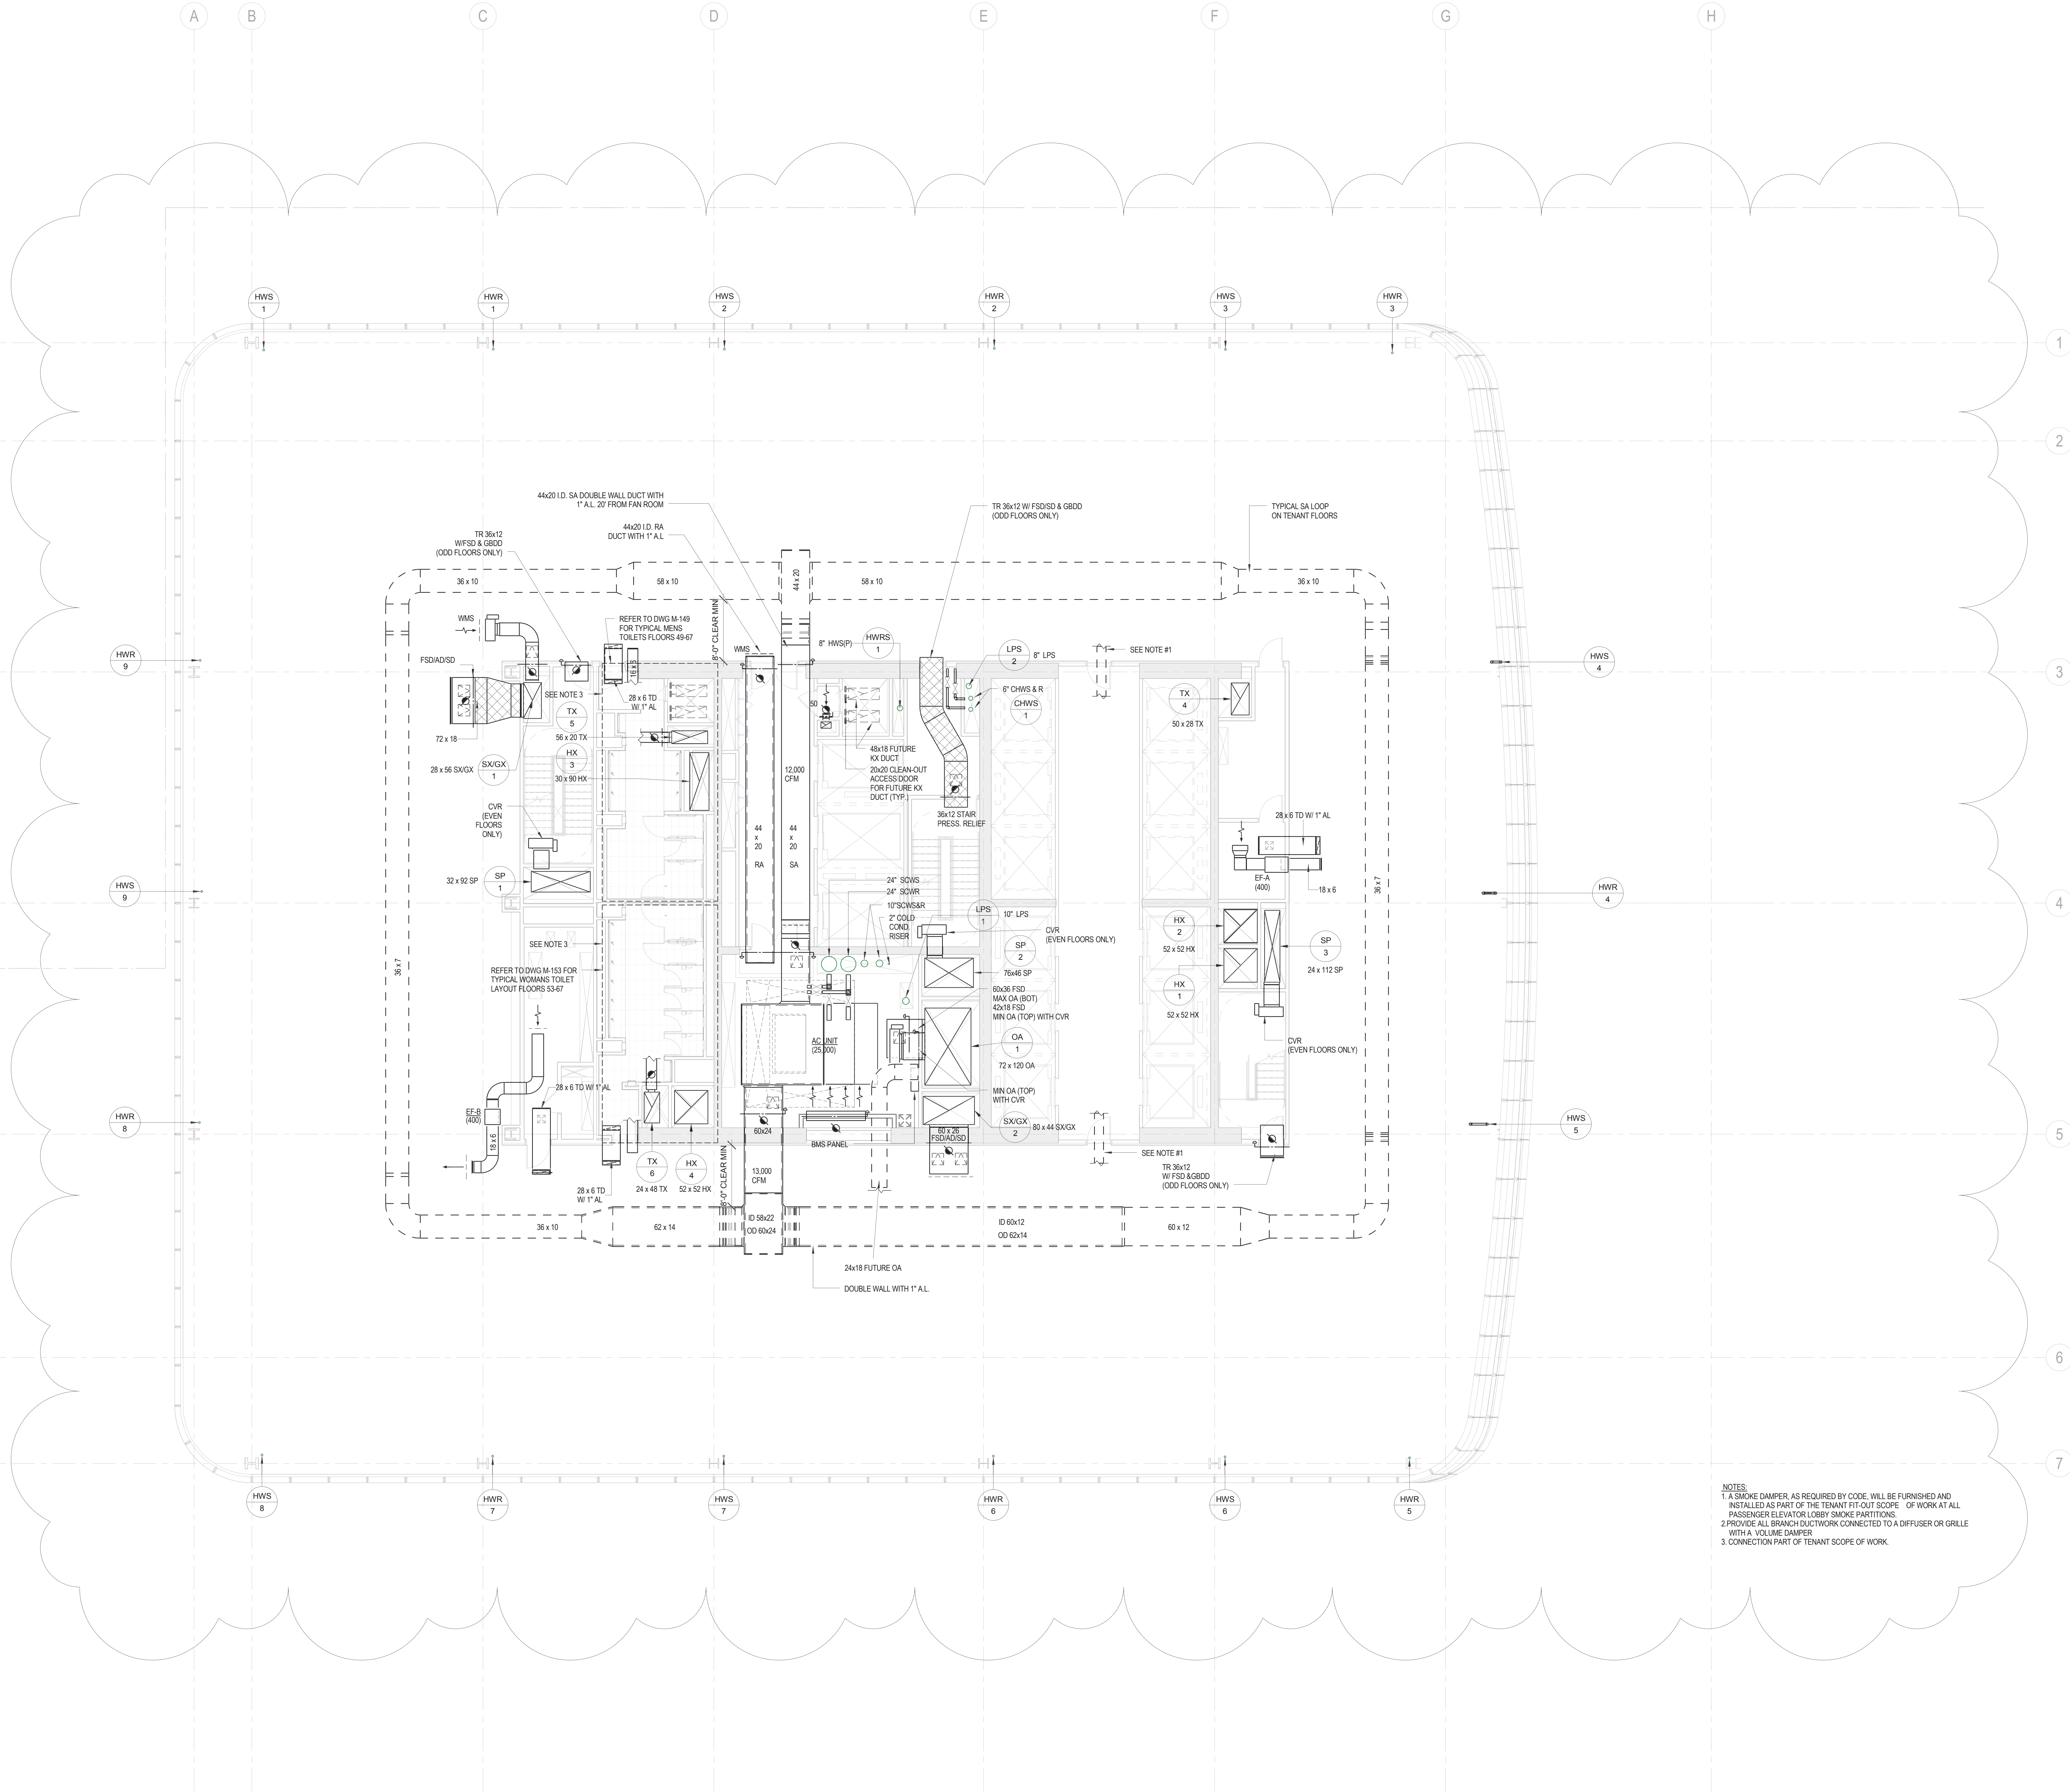 A
B
C
D
E
F
G
H
HWS
1
HWR
1
HWS
2
HWR
2
HWS
3
HWR
3
1
2
44x20 I.D. SA DOUBLE WALL DUCT WITH
1" A.L. 20' FROM FAN ROOM
TR 36x12 W/ FSD/SD & GBDD
(ODD FLOORS ONLY)
TYPICAL SA LOOP
ON TENANT FLOORS
44x20 I.D. RA
DUCT WITH 1" A.L
TR 36x12
W/FSD & GBDD
(ODD FLOORS ONLY)
36 x 10
58 x 10
44 x 20
58 x 10
36 x 10
WMS
REFER TO DWG M-149
FOR TYPICAL MENS
TOILETS FLOORS 49-67
8'-0" CLEAR MIN
WMS
8" HWS(P)
HWRS
1
LPS
2
8" LPS
SEE NOTE #1
HWR
9
FSD/AD/SD
16 x 5
HWS
4
3
SEE NOTE 3
28 x 6 TD
W/ 1" AL
6" CHWS & R
CHWS
1
TX
4
50 x 28 TX
50
TX
5
56 x 20 TX
72 x 18
28 x 56 SX/GX
SX/GX
1
HX
3
30 x 90 HX
48x18 FUTURE
KX DUCT
20x20 CLEAN-OUT
ACCESS DOOR
FOR FUTURE KX
DUCT (TYP.)
12,000
CFM
CVR
(EVEN
FLOORS
ONLY)
36x12 STAIR
PRESS. RELIEF
28 x 6 TD W/ 1" AL
44
x
20
RA
44
x
20
SA
EF-A
(400)
18 x 6
36 x 7
32 x 92 SP
SP
1
24" SCWS
24" SCWR
10"SCWS&R
2" COLD
COND.
RISER
LPS
1
10" LPS
HWS
9
HWR
4
4
CVR
(EVEN FLOORS ONLY)
SP
2
76x46 SP
HX
2
52 x 52 HX
SP
3
24 x 112 SP
SEE NOTE 3
36 x 7
REFER TO DWG M-153 FOR
TYPICAL WOMANS TOILET
LAYOUT FLOORS 53-67
60x36 FSD
MAX OA (BOT)
42x18 FSD
MIN OA (TOP) WITH CVR
HX
1
52 x 52 HX
AC UNIT
(25,000)
OA
1
72 x 120 OA
CVR
(EVEN FLOORS ONLY)
28 x 6 TD W/ 1" AL
MIN OA (TOP)
WITH CVR
EF-B
(400)
18 x 6
HWR
8
60x24
BMS PANEL
60 x 26
FSD/AD/SD
SX/GX
2
80 x 44 SX/GX
HWS
5
5
SEE NOTE #1
TX
6
24 x 48 TX
HX
4
52 x 52 HX
8'-0" CLEAR MIN
13,000
CFM
TR 36x12
W/ FSD &GBDD
(ODD FLOORS ONLY)
28 x 6 TD
W/ 1" AL
36 x 10
62 x 14
ID 58x22
OD 60x24
ID 60x12
OD 62x14
60 x 12
24x18 FUTURE OA
DOUBLE WALL WITH 1" A.L.
6
7
HWS
8
HWR
7
HWS
7
HWR
6
HWS
6
HWR
5
NOTES:
1. A SMOKE DAMPER, AS REQUIRED BY CODE, WILL BE FURNISHED AND
INSTALLED AS PART OF THE TENANT FIT-OUT SCOPE OF WORK AT ALL
PASSENGER ELEVATOR LOBBY SMOKE PARTITIONS.
2.PROVIDE ALL BRANCH DUCTWORK CONNECTED TO A DIFFUSER OR GRILLE
WITH A VOLUME DAMPER
3. CONNECTION PART OF TENANT SCOPE OF WORK.